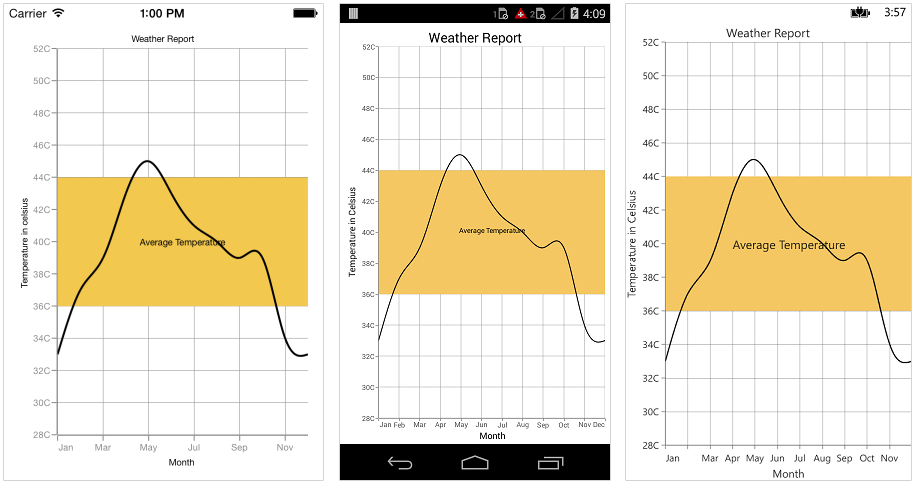 Carrier 1:00 PM
Weather Report
52C
50C
48C
46C
44C
42C
40C
38C
36C
34C
32C
30C
28C
Temperature in celsius
Average Temperature
Jan Mar May Jul Sep Nov
Month
1 2 4:09
Weather Report
52C
50C
48C
46C
44C
42C
40C
38C
36C
34C
32C
30C
28C
Temperature in Celsius
Average Temperature
Jan Feb Mar Apr May Jun Jul Aug Sep Oct Nov Dec
Month
3:57
Weather Report
52C
50C
48C
46C
44C
42C
40C
38C
36C
34C
32C
30C
28C
Temperature in Celsius
Average Temperature
Jan Mar Apr May Jun Jul Aug Sep Oct Nov
Month